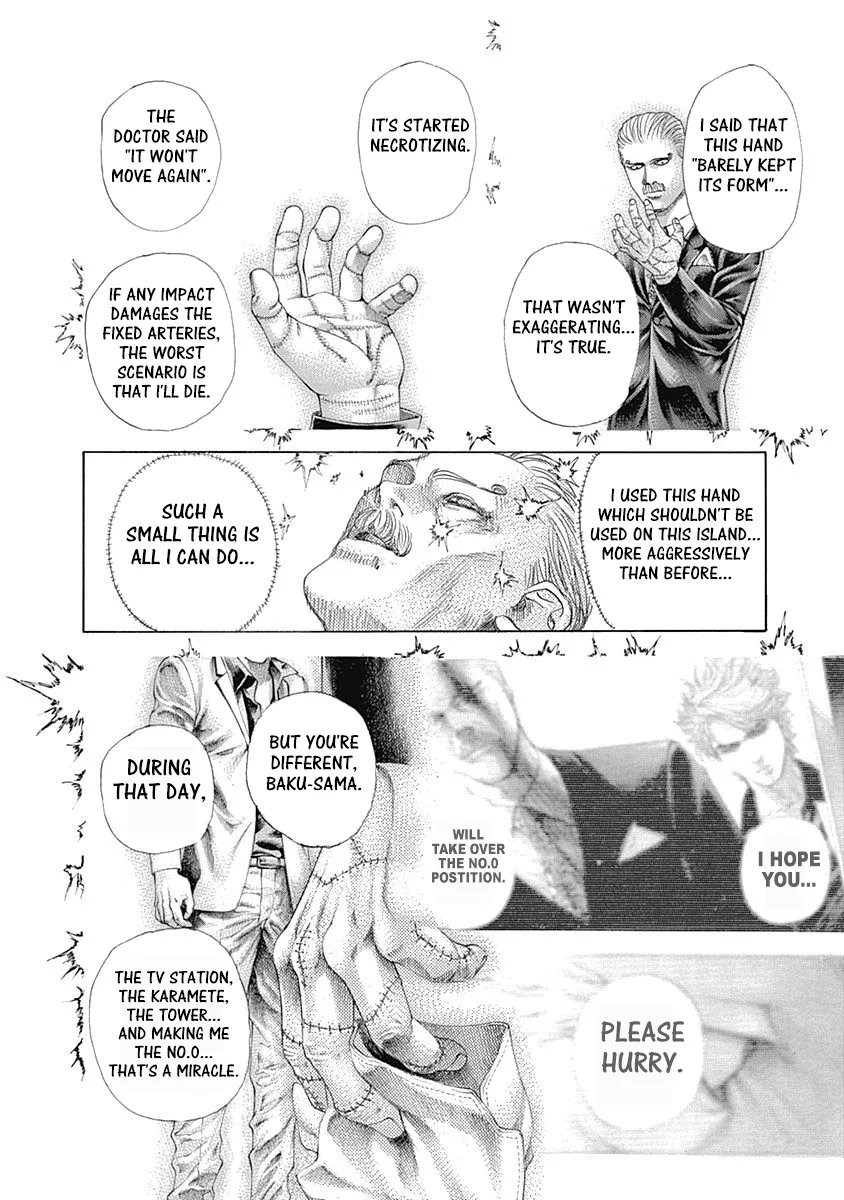 I SAID THAT
THIS HAND
"BARELY KEPT
ITS FORM"...
THAT WASN'T
EXAGGERATING...
IT'S TRUE.
IT'S STARTED
NECROTIZING.
THE
DOCTOR SAID
"IT WON'T
MOVE AGAIN".
IF ANY IMPACT
DAMAGES THE
FIXED ARTERIES,
THE WORST
SCENARIO IS
THAT I'LL DIE.
I USED THIS HAND
WHICH SHOULDN'T BE
USED ON THIS ISLAND...
MORE AGGRESSIVELY
THAN BEFORE...
SUCH A
SMALL THING IS
ALL I CAN DO...
I HOPE
YOU...
WILL
TAKE OVER
THE NO.0
POSTITION.
PLEASE
HURRY.
BUT YOU'RE
DIFFERENT,
BAKU-SAMA.
DURING
THAT DAY,
THE TV STATION,
THE KARAMETE,
THE TOWER...
AND MAKING ME
THE NO.0...
THAT'S A MIRACLE.